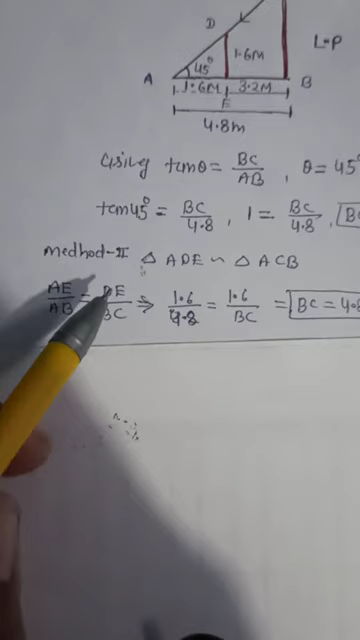 D
1.6M
L=P
45°
A
B
1.6M 3.2M
E
4.8m
using tanθ = BC/AB, θ = 45°
tan45° = BC/4.8, 1 = BC/4.8,
Method-II △ ADE ~ △ ACB
AE/AB = DE/BC ⇒ 1.6/4.8 = 1.6/BC = BC = 4.8